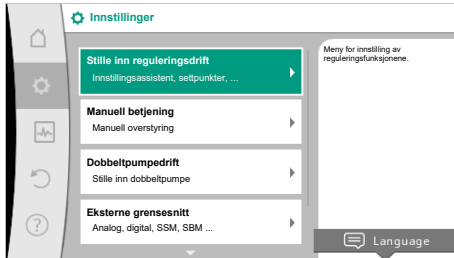 Innstillinger
Stille inn reguleringsdrift
Innstillingsassistent, settpunkter, ...
Manuell betjening
Manuell overstyring
Dobbeltpumpedrift
Stille inn dobbeltpumpe
Eksterne grensesnitt
Analog, digital, SSM, SBM ...
Meny for innstilling av
reguleringsfunksjonene.
Language